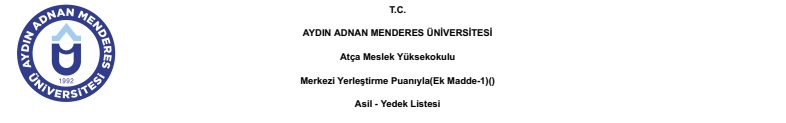 AYDIN ADNAN MENDERES
ÜNİVERSİTESİ
1992
T.C.
AYDIN ADNAN MENDERES ÜNİVERSİTESİ
Atça Meslek Yüksekokulu
Merkezi Yerleştirme Puanıyla(Ek Madde-1)()
Asil - Yedek Listesi